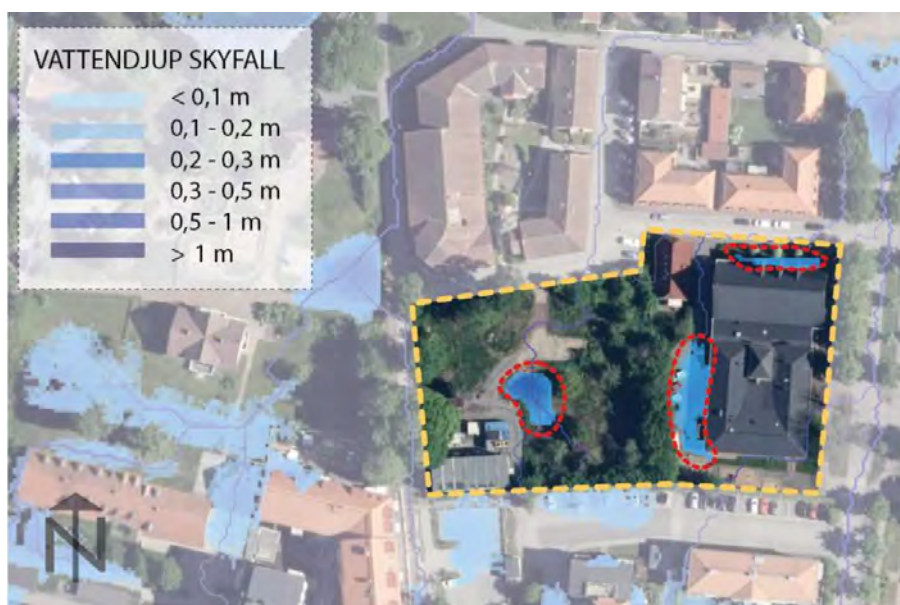 VATTENDJUP SKYFALL
< 0,1 m
0,1 - 0,2 m
0,2 - 0,3 m
0,3 - 0,5 m
0,5 - 1 m
> 1 m
N